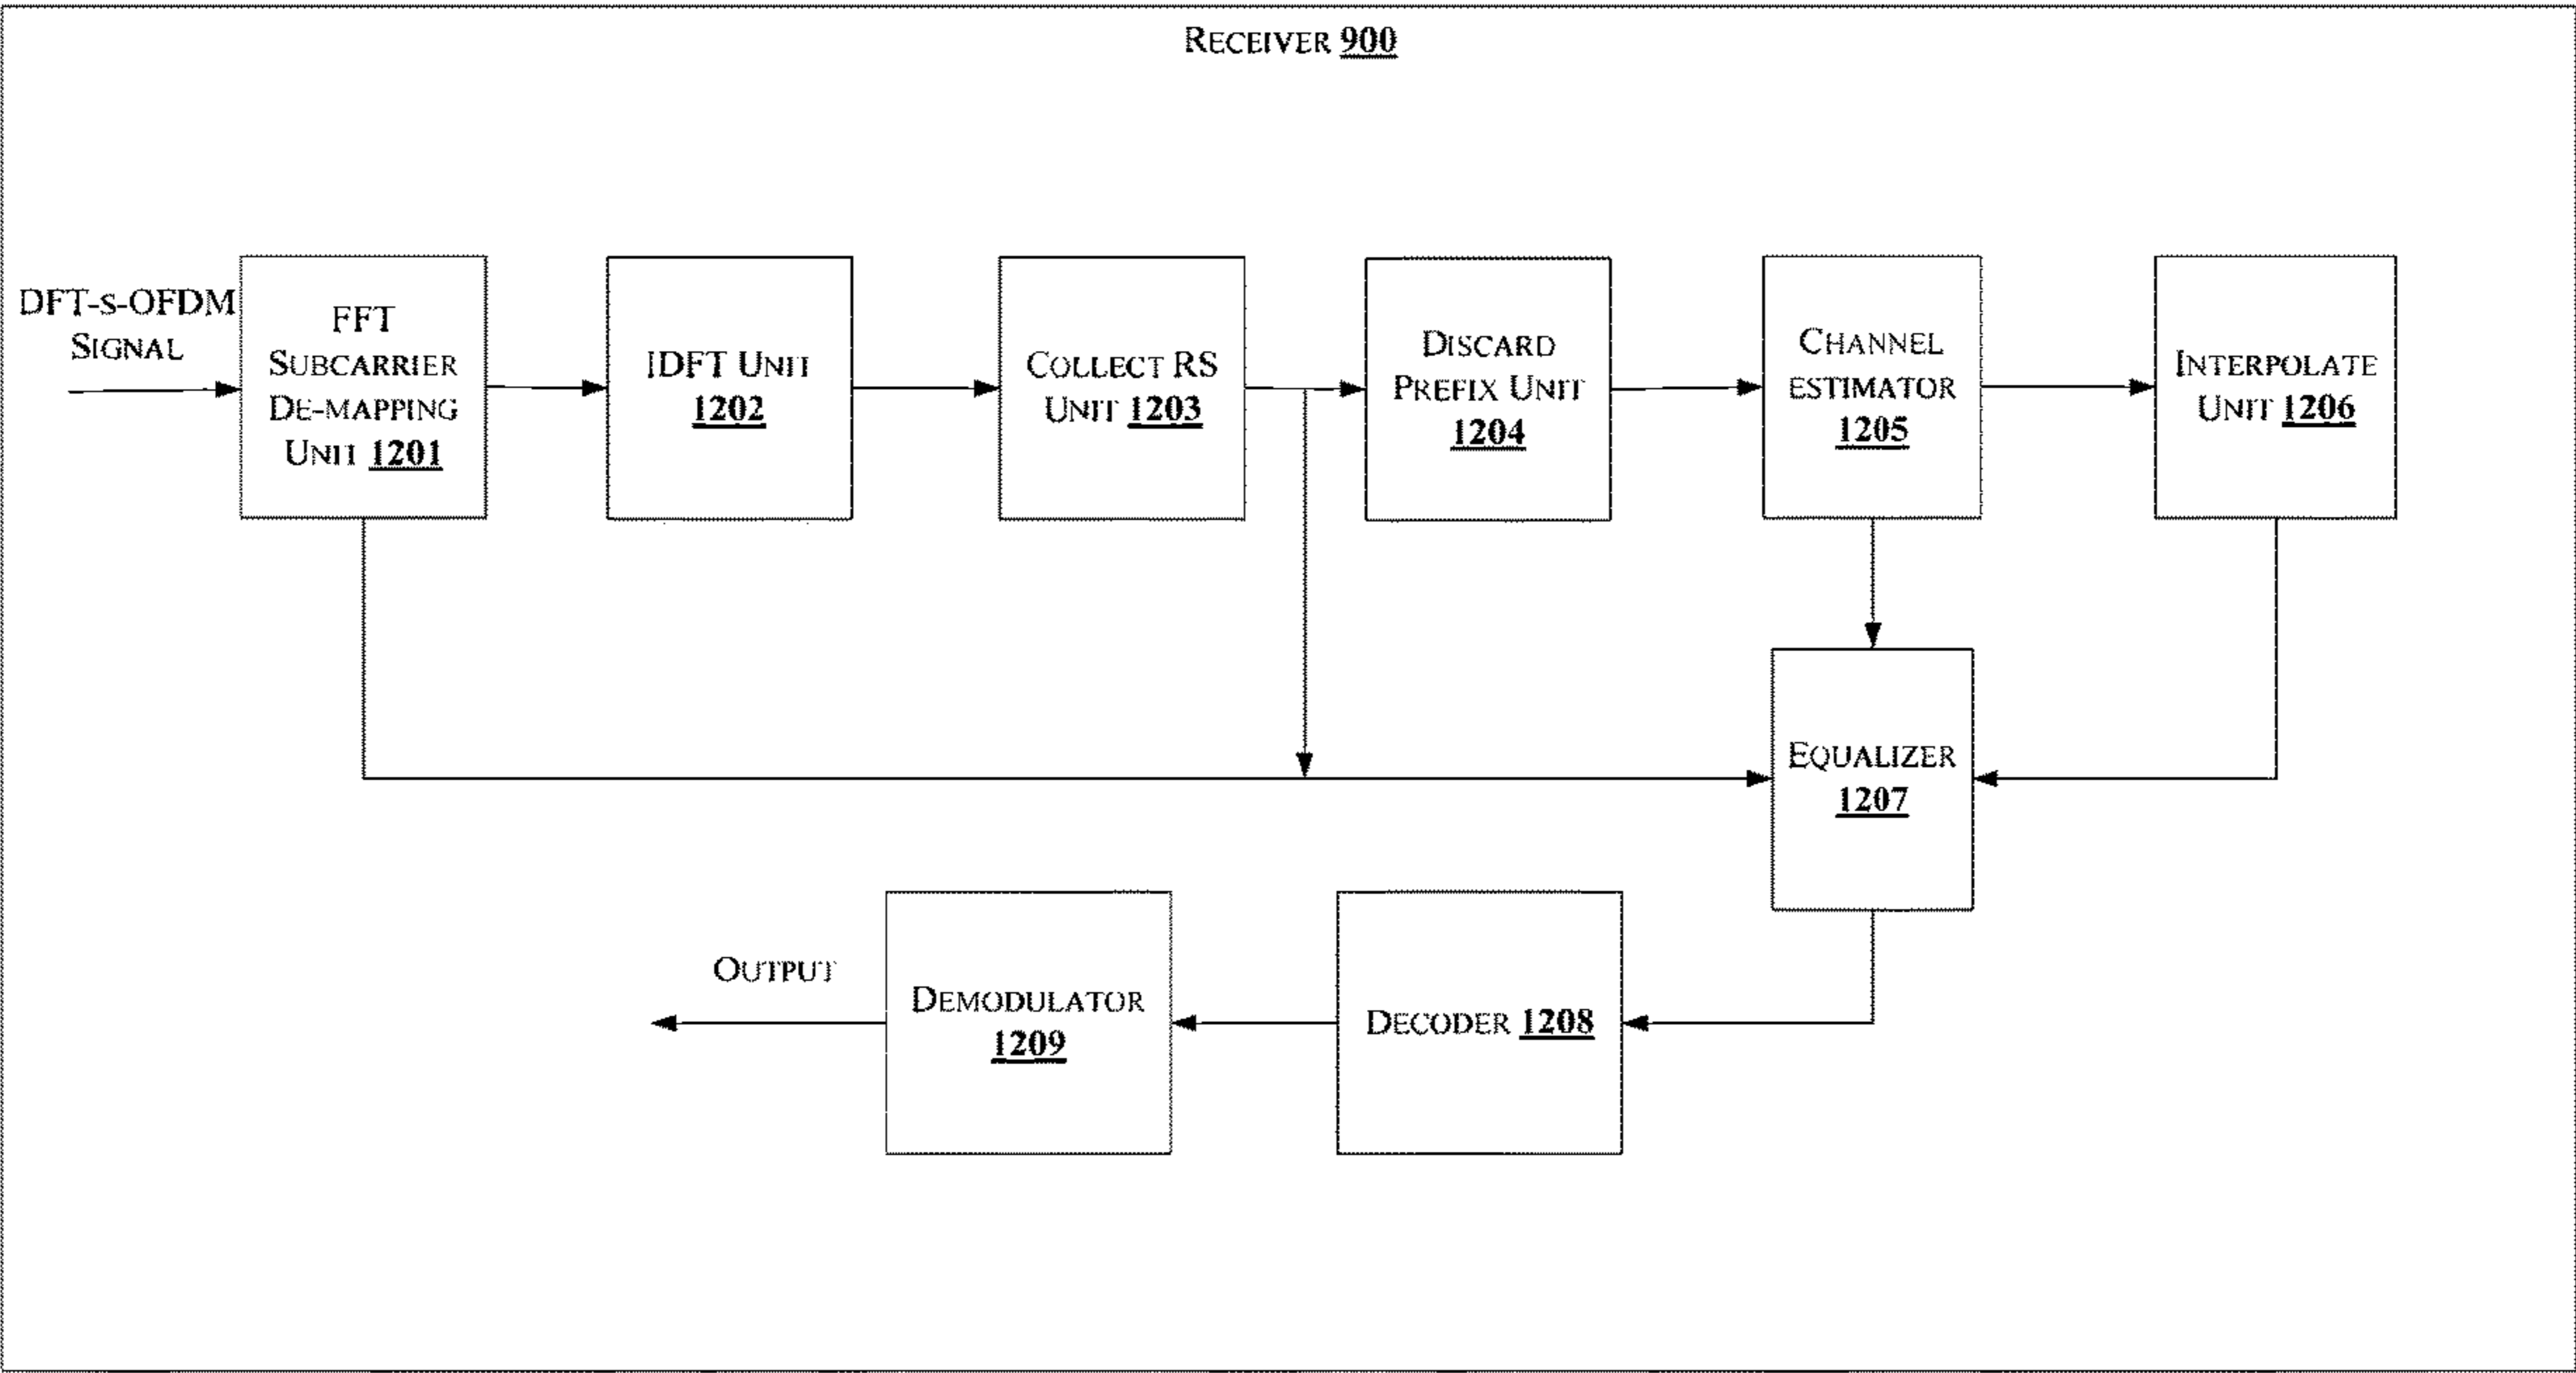 RECEIVER 900
DFT-S-OFDM
SIGNAL
FFT
SUBCARRIER
DE-MAPPING
UNIT 1201
IDFT UNIT
1202
COLLECT RS
UNIT 1203
DISCARD
PREFIX UNIT
1204
CHANNEL
ESTIMATOR
1205
INTERPOLATE
UNIT 1206
EQUALIZER
1207
OUTPUT
DEMODULATOR
1209
DECODER 1208